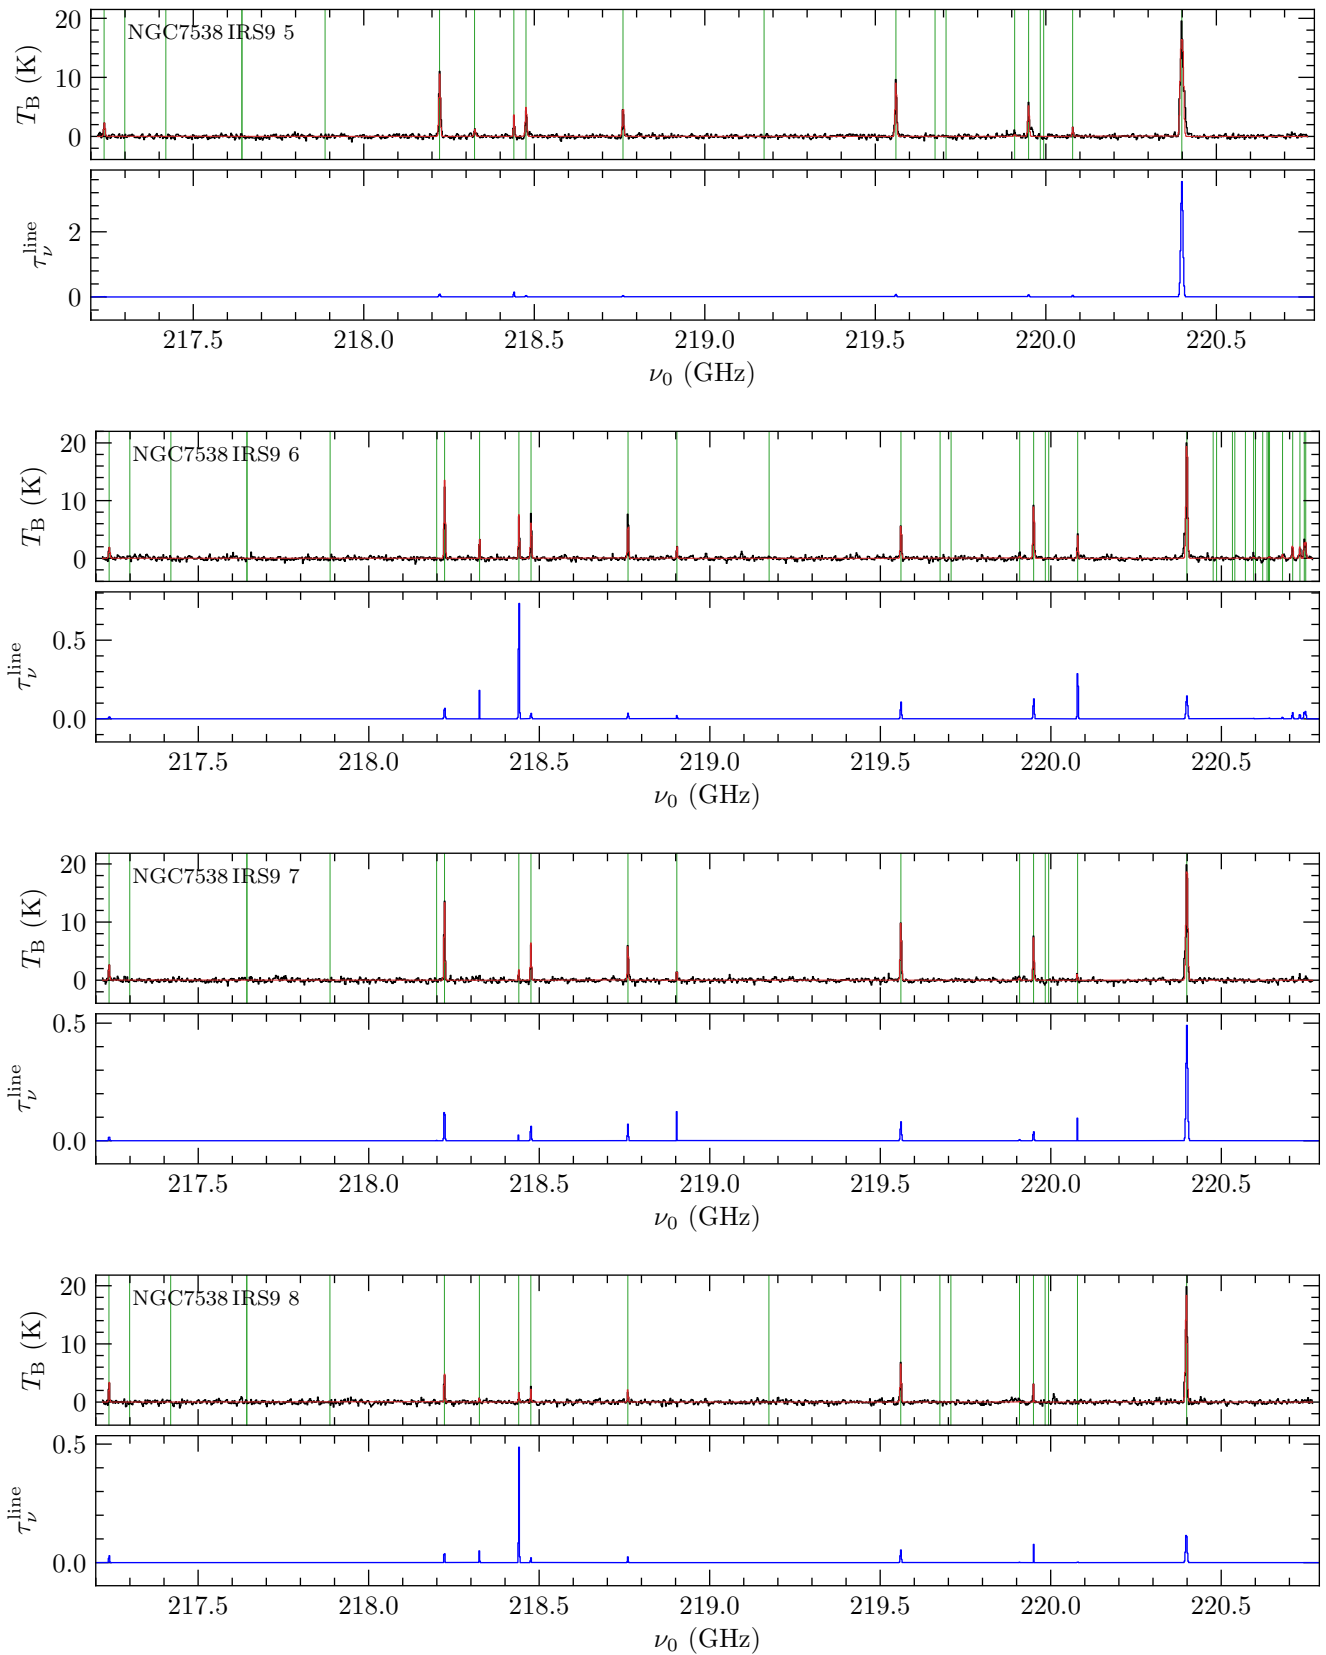 NGC7538 IRS9 5
T_B (K)
20
10
0
τ_ν^line
2
0
217.5 218.0 218.5 219.0 219.5 220.0 220.5
ν_0 (GHz)
NGC7538 IRS9 6
T_B (K)
20
10
0
τ_ν^line
0.5
0.0
217.5 218.0 218.5 219.0 219.5 220.0 220.5
ν_0 (GHz)
NGC7538 IRS9 7
T_B (K)
20
10
0
τ_ν^line
0.5
0.0
217.5 218.0 218.5 219.0 219.5 220.0 220.5
ν_0 (GHz)
NGC7538 IRS9 8
T_B (K)
20
10
0
τ_ν^line
0.5
0.0
217.5 218.0 218.5 219.0 219.5 220.0 220.5
ν_0 (GHz)